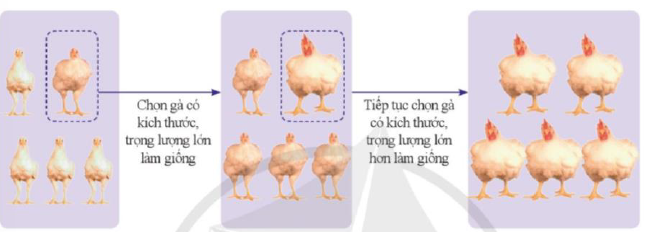 Chọn gà có
kích thước,
trọng lượng lớn
làm giống
Tiếp tục chọn gà
có kích thước,
trọng lượng lớn
hơn làm giống